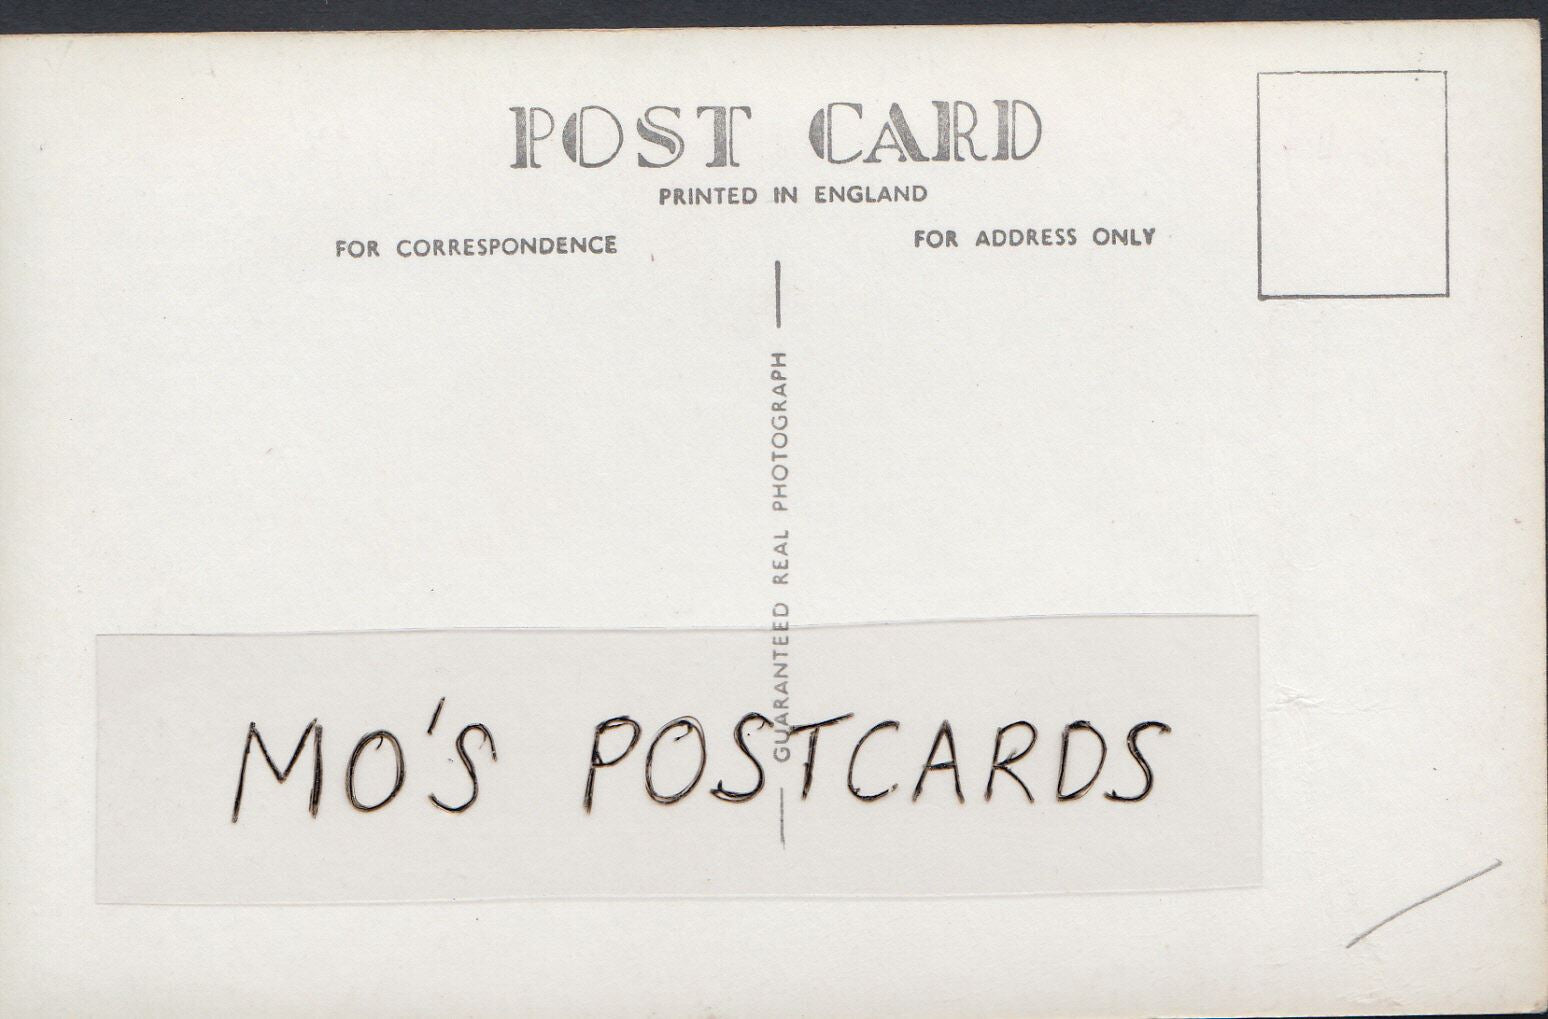 POST CARD
PRINTED IN ENGLAND
FOR CORRESPONDENCE
FOR ADDRESS ONLY
GUARANTEED REAL PHOTOGRAPH
MO'S POSTCARDS